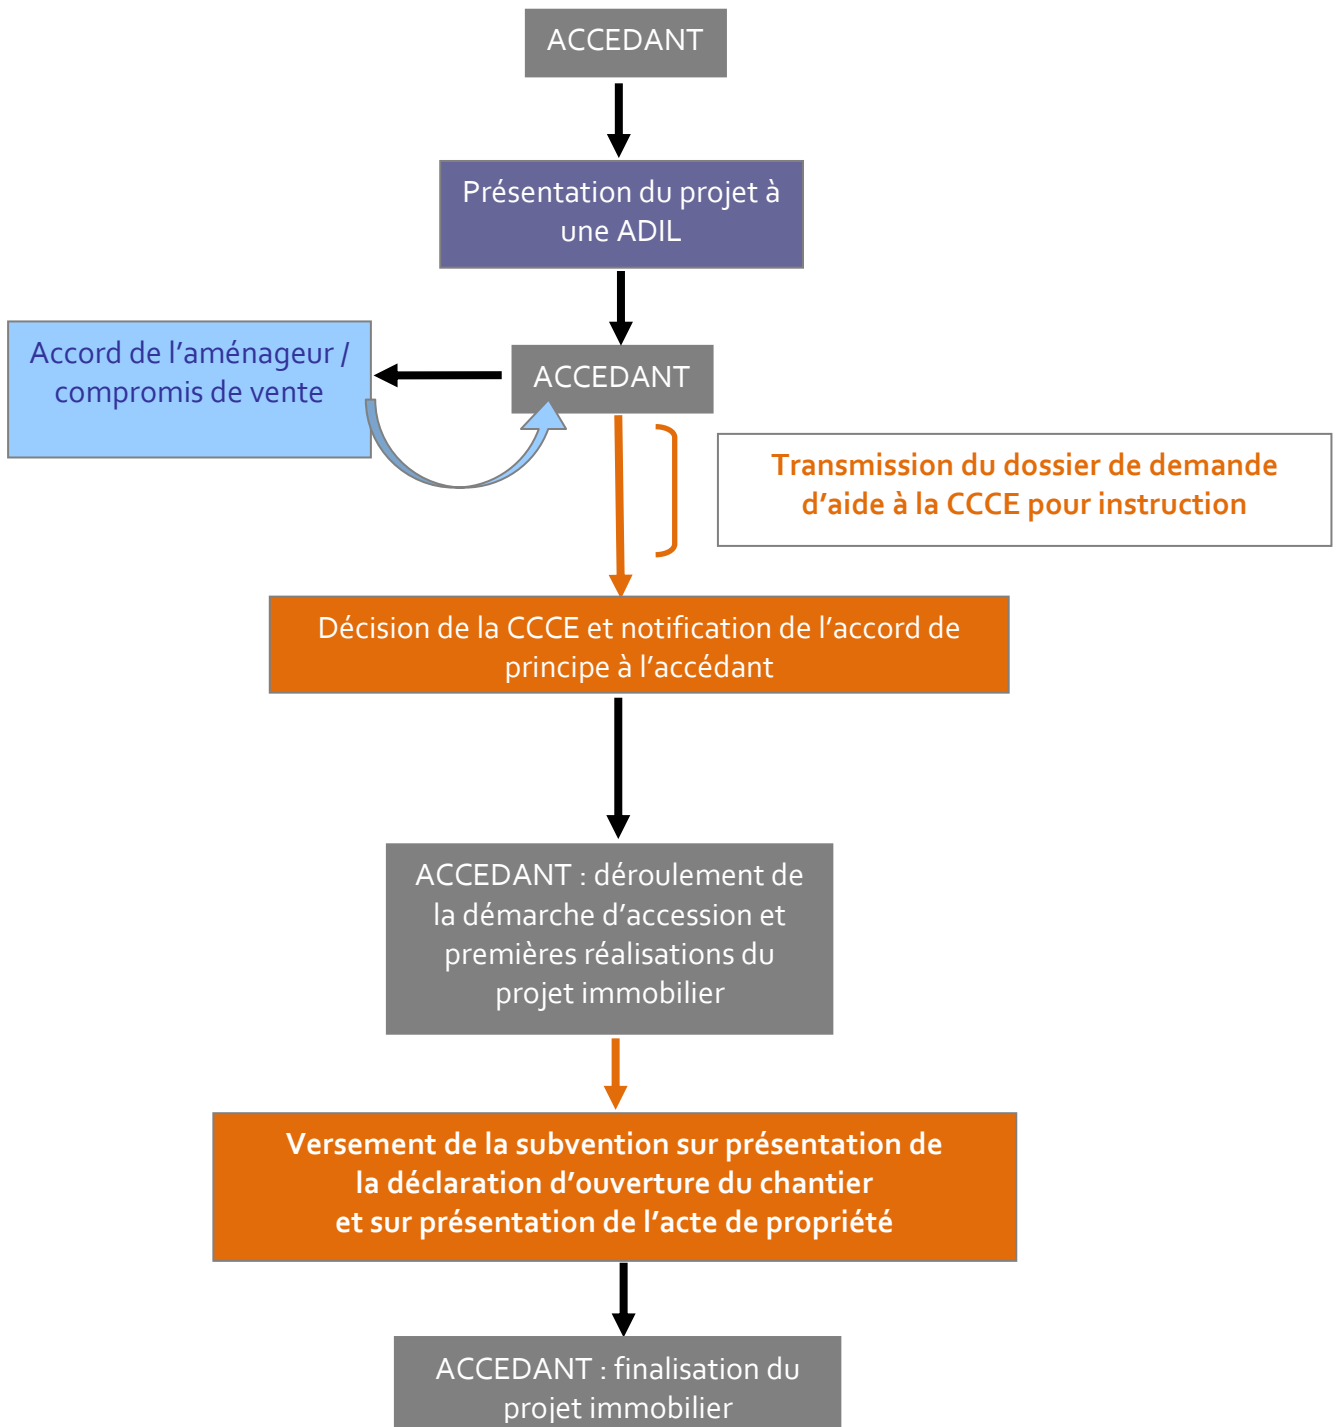 ACCEDANT
Présentation du projet à
une ADIL
Accord de l’aménageur /
compromis de vente
ACCEDANT
Transmission du dossier de demande
d’aide à la CCCE pour instruction
Décision de la CCCE et notification de l’accord de
principe à l’accédant
ACCEDANT : déroulement de
la démarche d’accession et
premières réalisations du
projet immobilier
Versement de la subvention sur présentation de
la déclaration d’ouverture du chantier
et sur présentation de l’acte de propriété
ACCEDANT : finalisation du
projet immobilier